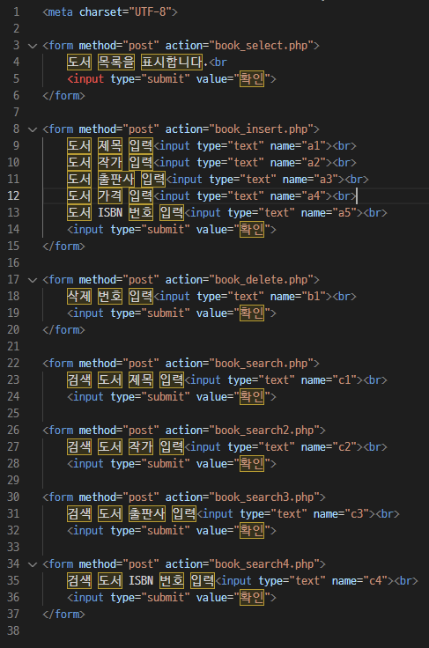 1 <meta charset="UTF-8">
2
3 <form method="post" action="book_select.php">
4 도서 목록을 표시합니다.<br
5 <input type="submit" value="확인">
6 </form>
7
8 <form method="post" action="book_insert.php">
9 도서 제목 입력<input type="text" name="a1"><br>
10 도서 작가 입력<input type="text" name="a2"><br>
11 도서 출판사 입력<input type="text" name="a3"><br>
12 도서 가격 입력<input type="text" name="a4"><br>
13 도서 ISBN 번호 입력<input type="text" name="a5"><br>
14 <input type="submit" value="확인">
15 </form>
16
17 <form method="post" action="book_delete.php">
18 삭제 번호 입력<input type="text" name="b1"><br>
19 <input type="submit" value="확인">
20 </form>
21
22 <form method="post" action="book_search.php">
23 검색 도서 제목 입력<input type="text" name="c1"><br>
24 <input type="submit" value="확인">
25
26 <form method="post" action="book_search2.php">
27 검색 도서 작가 입력<input type="text" name="c2"><br>
28 <input type="submit" value="확인">
29
30 <form method="post" action="book_search3.php">
31 검색 도서 출판사 입력<input type="text" name="c3"><br>
32 <input type="submit" value="확인">
33
34 <form method="post" action="book_search4.php">
35 검색 도서 ISBN 번호 입력<input type="text" name="c4"><br>
36 <input type="submit" value="확인">
37 </form>
38